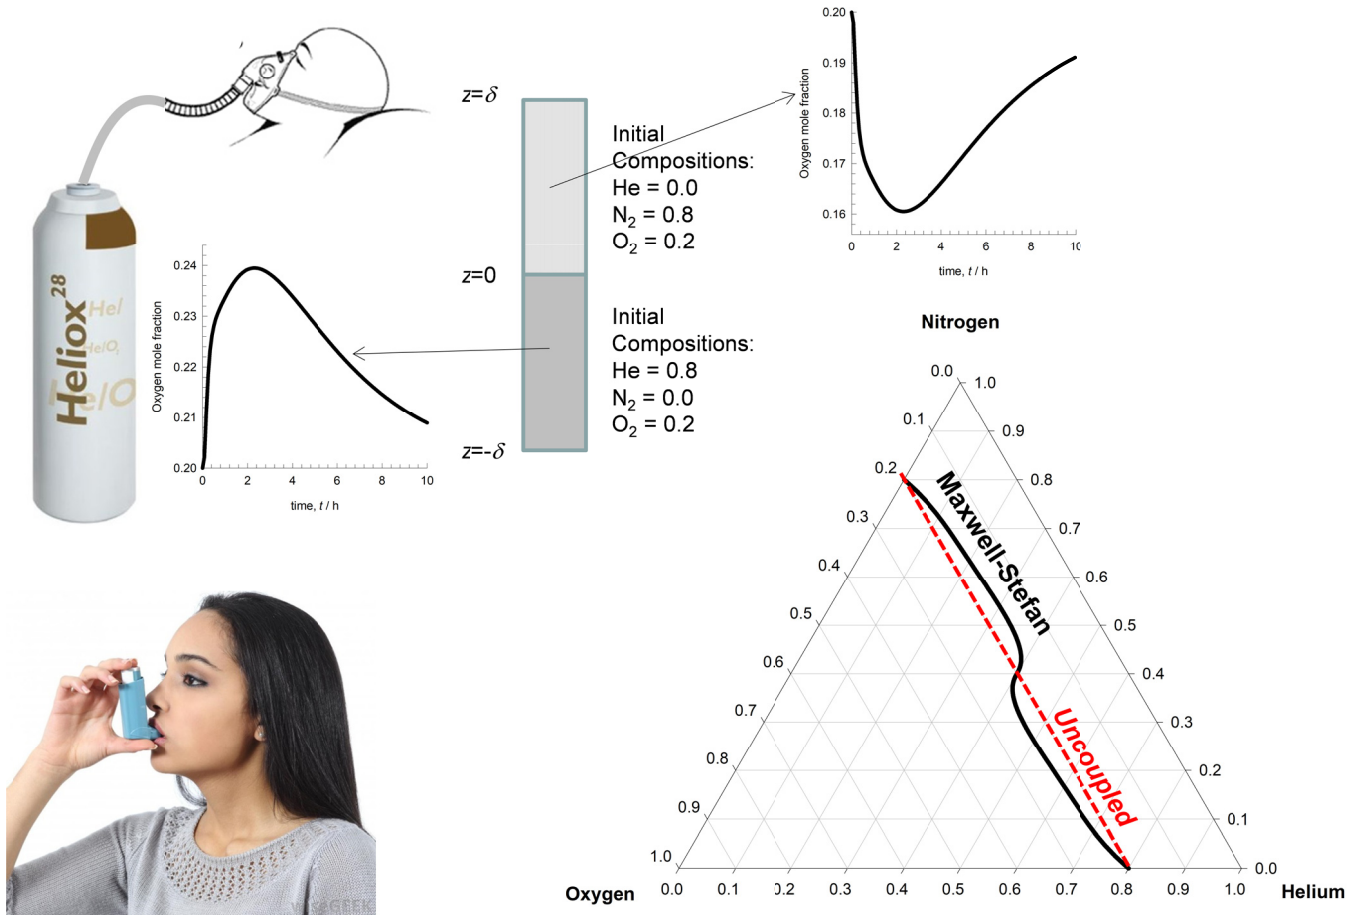 z=δ
z=0
z=-δ
Initial
Compositions:
He = 0.0
N2 = 0.8
O2 = 0.2
Initial
Compositions:
He = 0.8
N2 = 0.0
O2 = 0.2
0.20
0.19
0.18
0.17
0.16
Oxygen mole fraction
0 2 4 6 8 10
time, t / h
Heliox28
Hel
HelO
Hel/O
0.24
0.23
0.22
0.21
0.20
Oxygen mole fraction
0 2 4 6 8 10
time, t / h
Nitrogen
0.0
0.1
0.2
0.3
0.4
0.5
0.6
0.7
0.8
0.9
1.0
1.0
0.9
0.8
0.7
0.6
0.5
0.4
0.3
0.2
0.1
0.0
Maxwell-Stefan
Uncoupled
0.0 0.1 0.2 0.3 0.4 0.5 0.6 0.7 0.8 0.9 1.0
Oxygen
Helium
GEEK